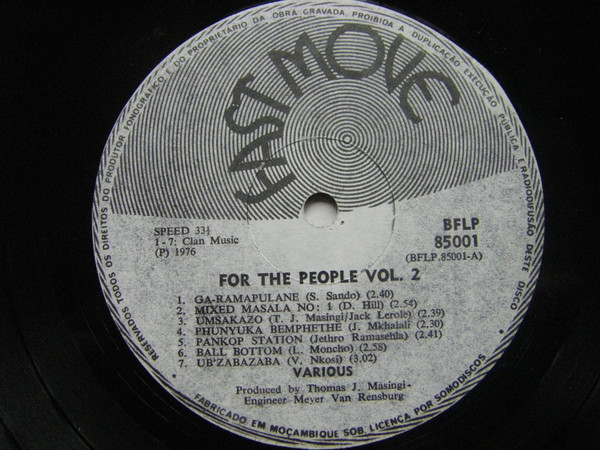 RESERVADOS TODOS OS DIREITOS DO PRODUTOR FONOGRÁFICO E DO PROPRIETÁRIO DA OBRA GRAVADA. PROIBIDA A DUPLICAÇÃO EXECUÇÃO PÚBLICA E RADIODIFUSÃO DESTE DISCO
FAST MOVE
SPEED 33⅓
1 - 7: Clan Music
(P) 1976
BFLP
85001
(BFLP.85001-A)
FOR THE PEOPLE VOL. 2
1. GA-RAMAPULANE (S. Sando) (2.40)
2. MIXED MASALA NO: 1 (D. Hill) (2.54)
3. UMSAKAZO (T. J. Masingi/Jack Lerole) (2.39)
4. PHUNYUKA BEMPHETHE (J. Mkhalali) (2.30)
5. PANKOP STATION (Jethro Ramasehla) (2.41)
6. BALL BOTTOM (L. Moncho) (2.58)
7. UB'ZABAZABA (V. Nkosi) (3.02)
VARIOUS
Produced by Thomas J. Masingi-
Engineer Meyer Van Rensburg
FABRICADO EM MOÇAMBIQUE SOB LICENÇA POR SOMODISCOS